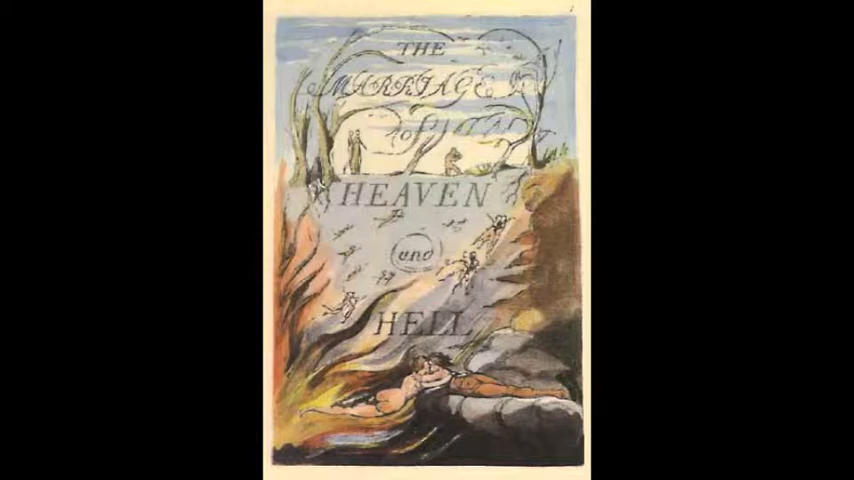 THE
MARRIAGE
of
HEAVEN
and
HELL